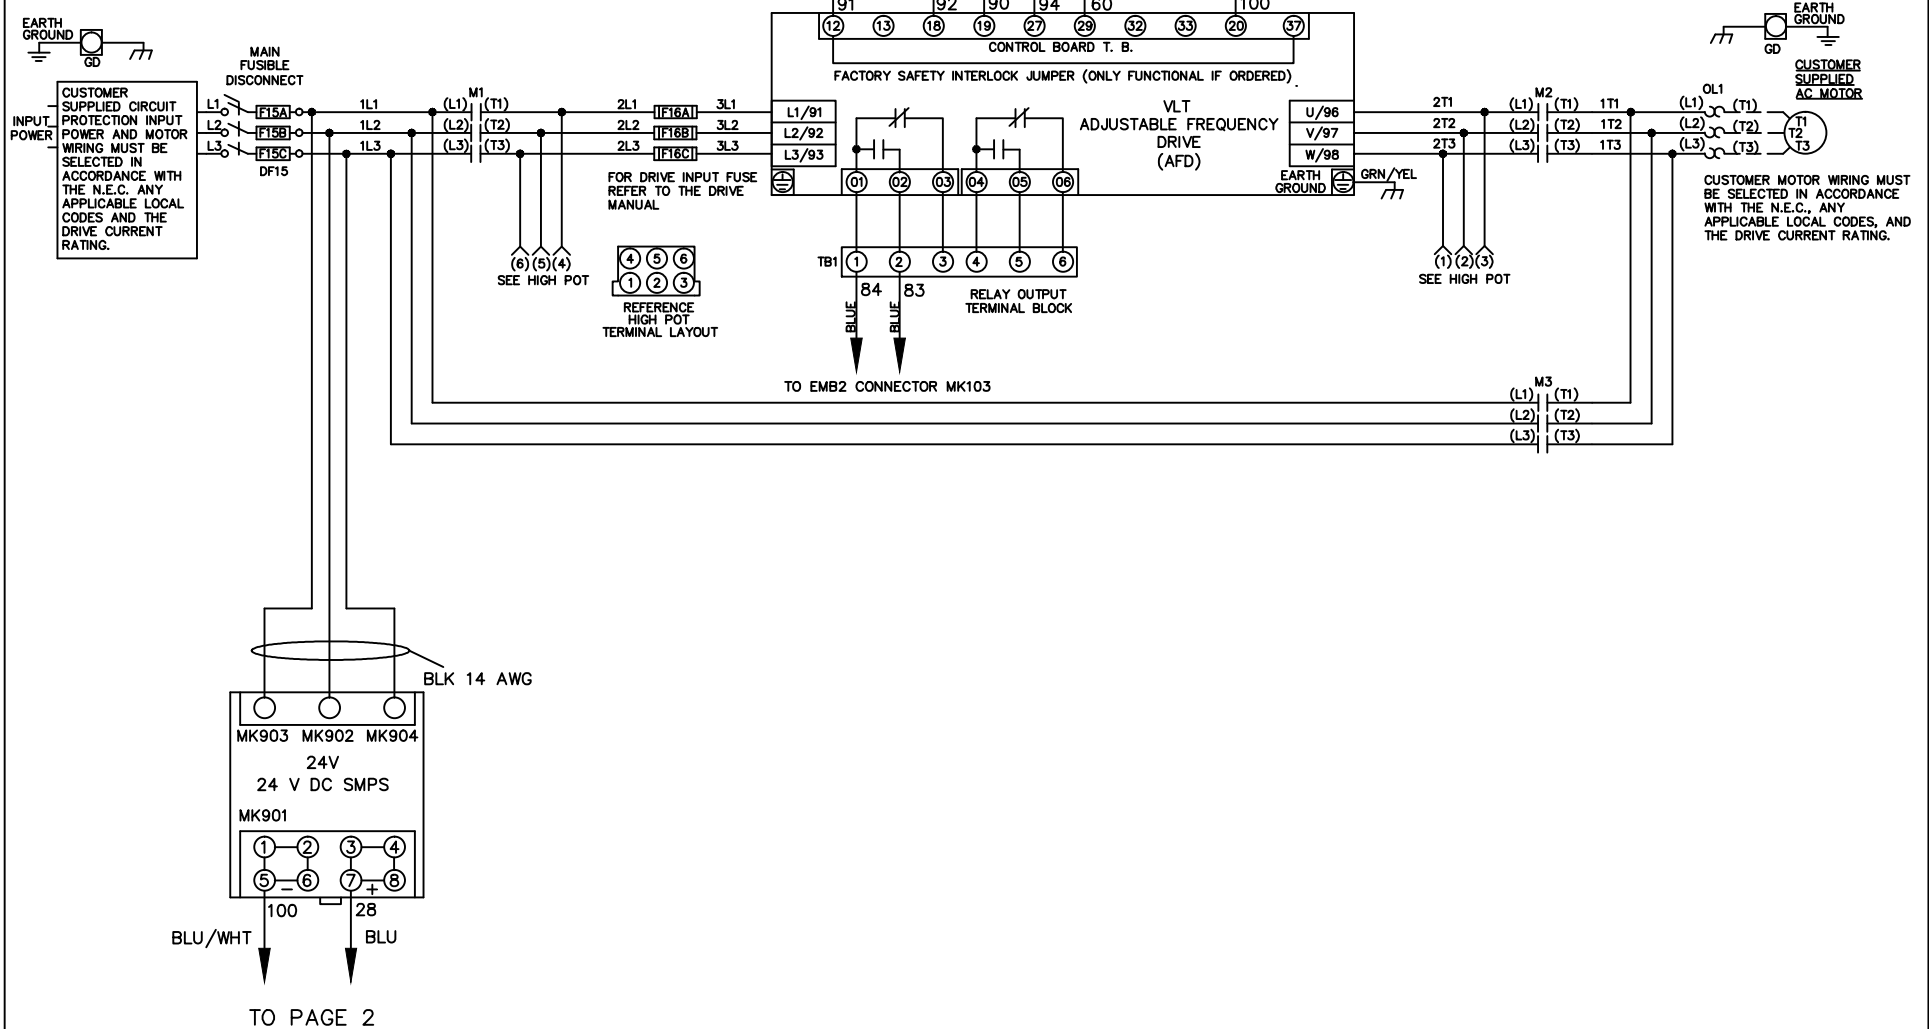 91 92 90 94 60 100
12 13 18 19 27 29 32 33 20 37
CONTROL BOARD T. B.
FACTORY SAFETY INTERLOCK JUMPER (ONLY FUNCTIONAL IF ORDERED)
EARTH
GROUND
GD
MAIN
FUSIBLE
DISCONNECT
INPUT
POWER
CUSTOMER
SUPPLIED CIRCUIT
PROTECTION INPUT
POWER AND MOTOR
WIRING MUST BE
SELECTED IN
ACCORDANCE WITH
THE N.E.C. ANY
APPLICABLE LOCAL
CODES AND THE
DRIVE CURRENT
RATING.
L1 F15A 1L1 (L1) (T1) 2L1 F16A 3L1 L1/91
L2 F15B 1L2 (L2) (T2) 2L2 F16B 3L2 L2/92
L3 F15C 1L3 (L3) (T3) 2L3 F16C 3L3 L3/93
DF15
M1
FOR DRIVE INPUT FUSE
REFER TO THE DRIVE
MANUAL
(6) (5) (4)
SEE HIGH POT
4 5 6
1 2 3
REFERENCE
HIGH POT
TERMINAL LAYOUT
VLT
ADJUSTABLE FREQUENCY
DRIVE
(AFD)
01 02 03 04 05 06
TB1 1 2 3 4 5 6
84 83
BLUE BLUE
RELAY OUTPUT
TERMINAL BLOCK
TO EMB2 CONNECTOR MK103
EARTH
GROUND
GRN/YEL
U/96 2T1 (L1) (T1) 1T1 (L1) (T1) T1
V/97 2T2 (L2) (T2) 1T2 (L2) (T2) T2
W/98 2T3 (L3) (T3) 1T3 (L3) (T3) T3
M2
OL1
(1) (2) (3)
SEE HIGH POT
EARTH
GROUND
GD
CUSTOMER
SUPPLIED
AC MOTOR
CUSTOMER MOTOR WIRING MUST
BE SELECTED IN ACCORDANCE
WITH THE N.E.C., ANY
APPLICABLE LOCAL CODES, AND
THE DRIVE CURRENT RATING.
M3
(L1) (T1)
(L2) (T2)
(L3) (T3)
BLK 14 AWG
MK903 MK902 MK904
24V
24 V DC SMPS
MK901
1 2 3 4
5 - 6 7 + 8
100 28
BLU/WHT BLU
TO PAGE 2